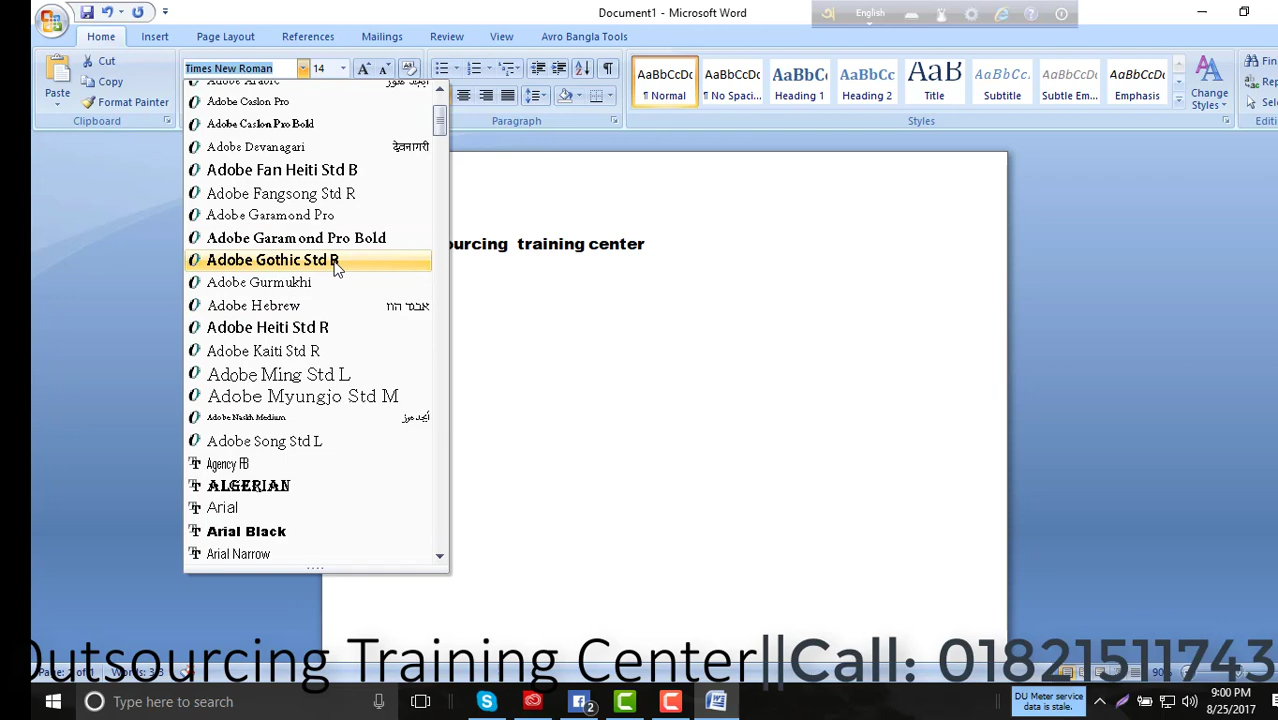 Document1 - Microsoft Word
English
Home Insert Page Layout References Mailings Review View Avro Bangla Tools
Cut
Copy
Format Painter
Paste
Clipboard
Times New Roman 14
Paragraph
AaBbCcDc AaBbCcDc AaBbCc AaBbCc AaB AaBbCc. AaBbCcDc AaBbCcDc
¶ Normal ¶ No Spaci... Heading 1 Heading 2 Title Subtitle Subtle Em... Emphasis
Styles
Change
Styles
Editi
Adobe Caslon Pro
Adobe Caslon Pro Bold
Adobe Devanagari देवनागरी
Adobe Fan Heiti Std B
Adobe Fangsong Std R
Adobe Garamond Pro
Adobe Garamond Pro Bold
Adobe Gothic Std R
Adobe Gurmukhi
Adobe Hebrew
Adobe Heiti Std R
Adobe Kaiti Std R
Adobe Ming Std L
Adobe Myungjo Std M
Adobe Naskh Medium
Adobe Song Std L
Agency FB
ALGERIAN
Arial
Arial Black
Arial Narrow
ourcing training center
Outsourcing Training Center||Call: 01821511743
90%
Type here to search
2
DU Meter service
data is stale.
9:00 PM
8/25/2017